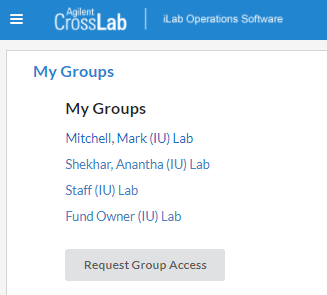 Agilent
CrossLab
iLab Operations Software
My Groups
My Groups
Mitchell, Mark (IU) Lab
Shekhar, Anantha (IU) Lab
Staff (IU) Lab
Fund Owner (IU) Lab
Request Group Access